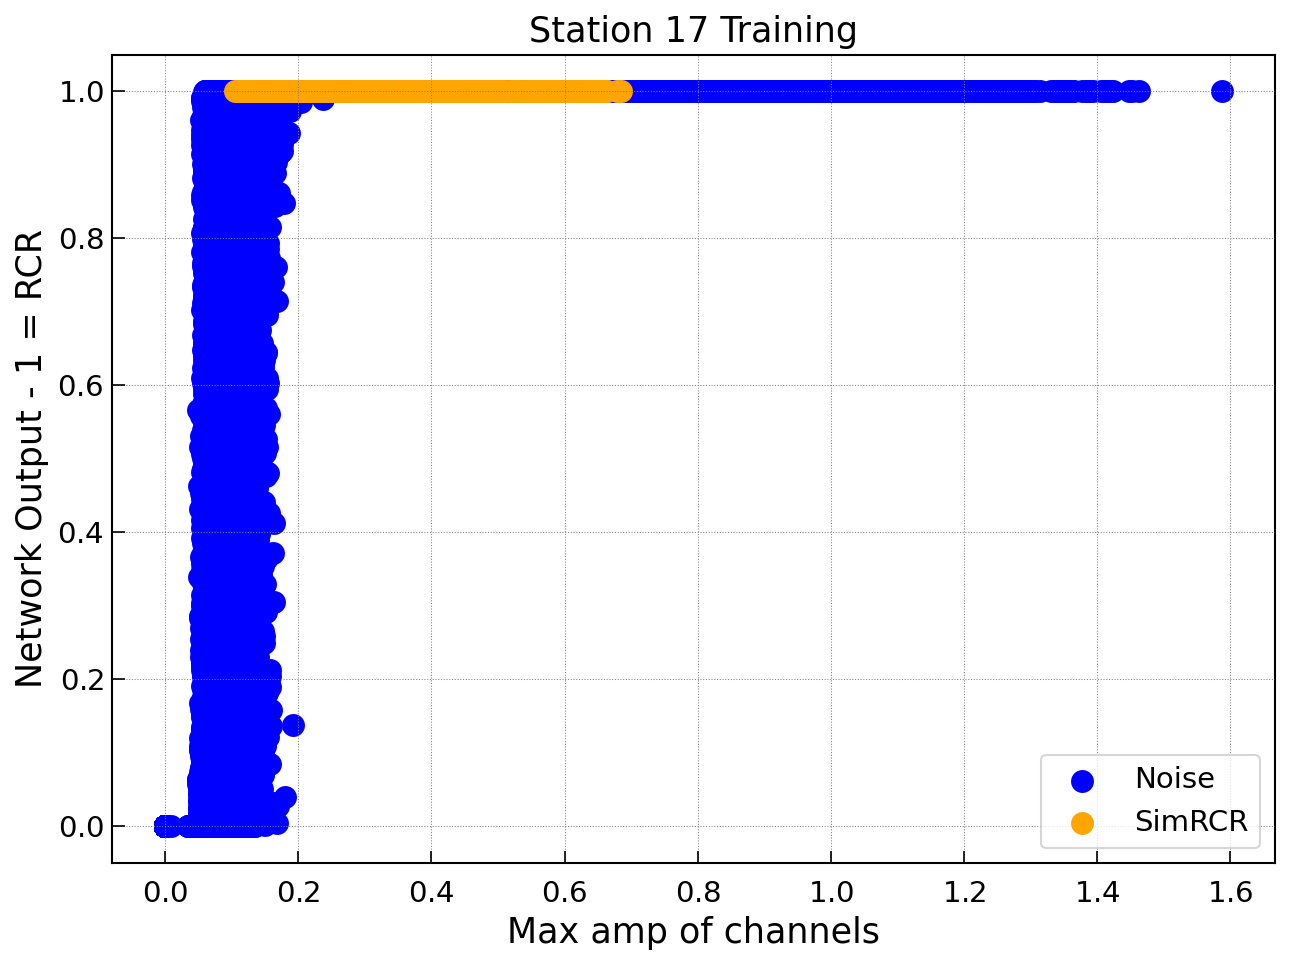 Station 17 Training
Network Output - 1 = RCR
1.0
0.8
0.6
0.4
0.2
0.0
Noise
SimRCR
0.0 0.2 0.4 0.6 0.8 1.0 1.2 1.4 1.6
Max amp of channels